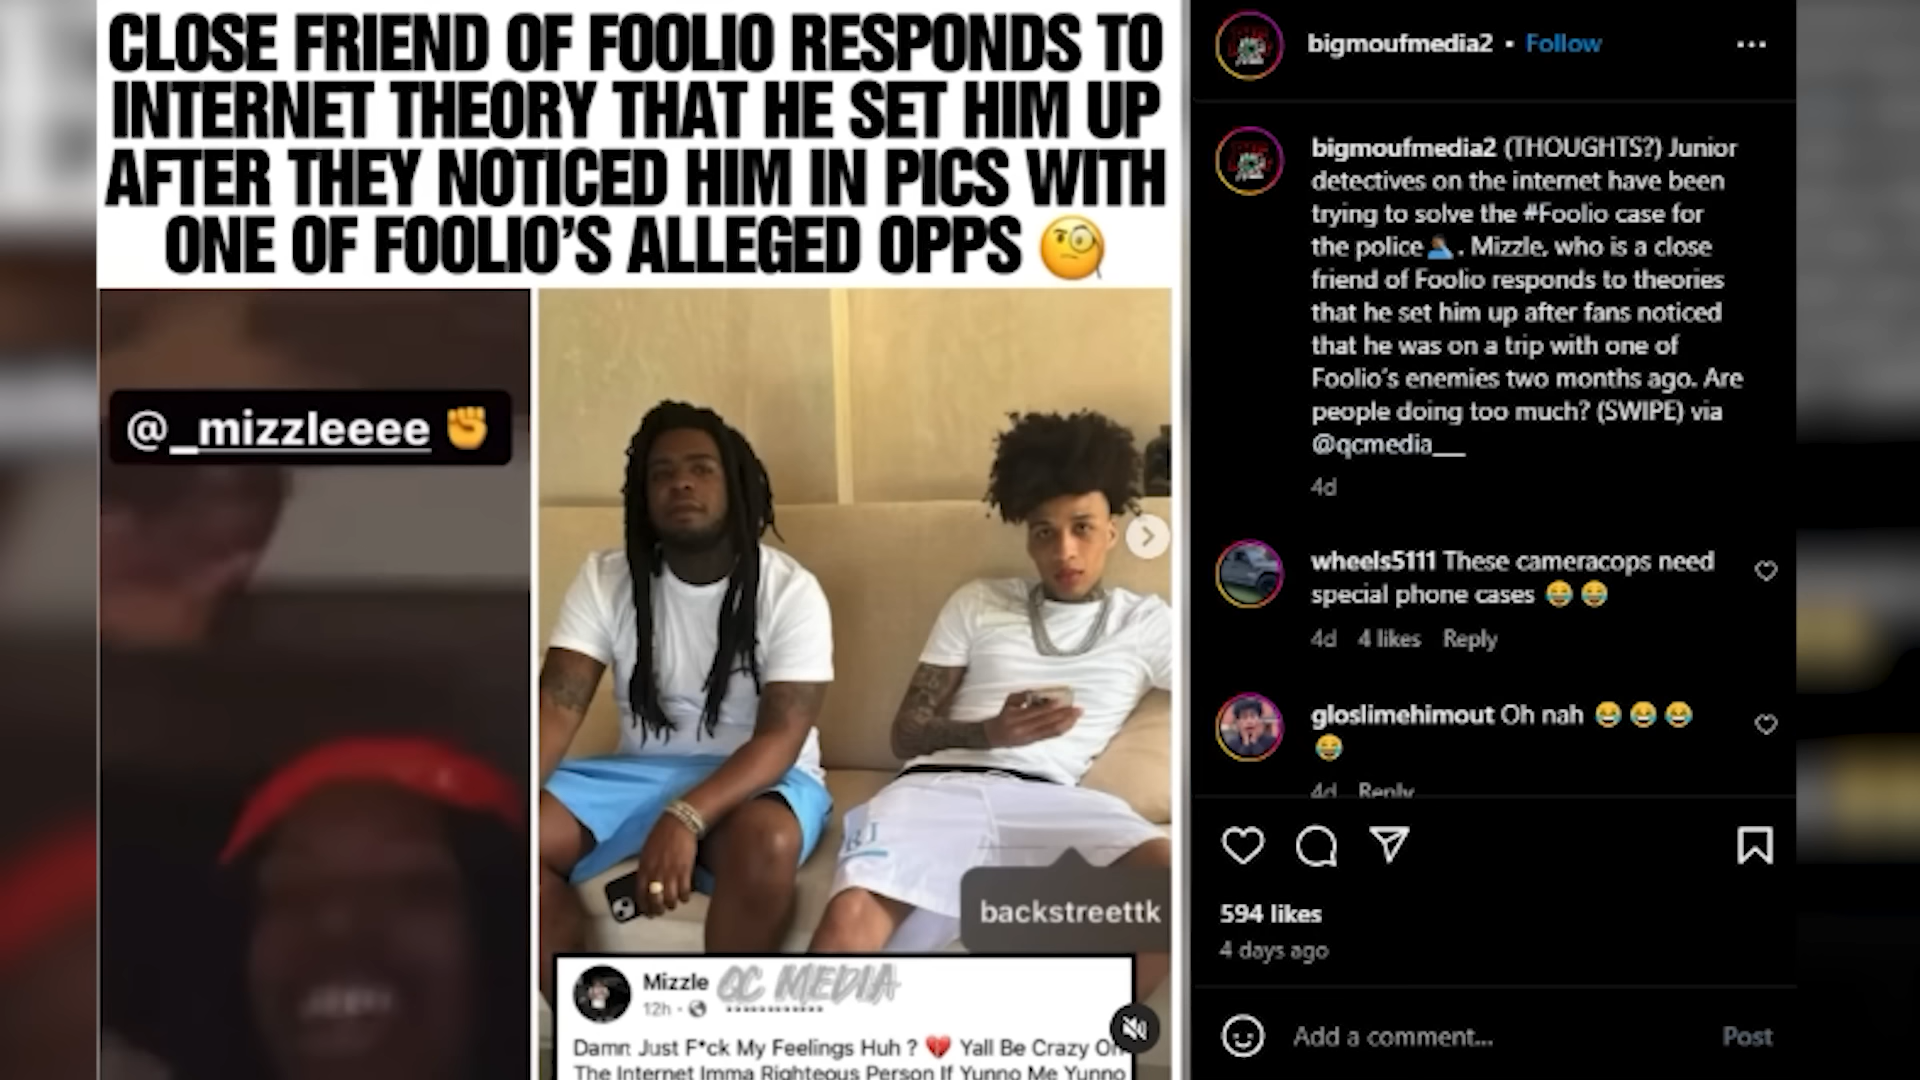 CLOSE FRIEND OF FOOLIO RESPONDS TO
INTERNET THEORY THAT HE SET HIM UP
AFTER THEY NOTICED HIM IN PICS WITH
ONE OF FOOLIO'S ALLEGED OPPS 🧐
@_mizzleeee ✊
backstreettk
Mizzle QC MEDIA
12h ·
Damn Just F*ck My Feelings Huh ? 💔 Yall Be Crazy On
The Internet Imma Righteous Person If Yunno Me Yunno
bigmoufmedia2 • Follow
bigmoufmedia2 (THOUGHTS?) Junior
detectives on the internet have been
trying to solve the #Foolio case for
the police 🤦🏾‍♂️. Mizzle, who is a close
friend of Foolio responds to theories
that he set him up after fans noticed
that he was on a trip with one of
Foolio's enemies two months ago. Are
people doing too much? (SWIPE) via
@qcmedia___
4d
wheels5111 These cameracops need
special phone cases 😂 😂
4d 4 likes Reply
gloslimehimout Oh nah 😂 😂 😂
😂
4d Reply
594 likes
4 days ago
Add a comment... Post